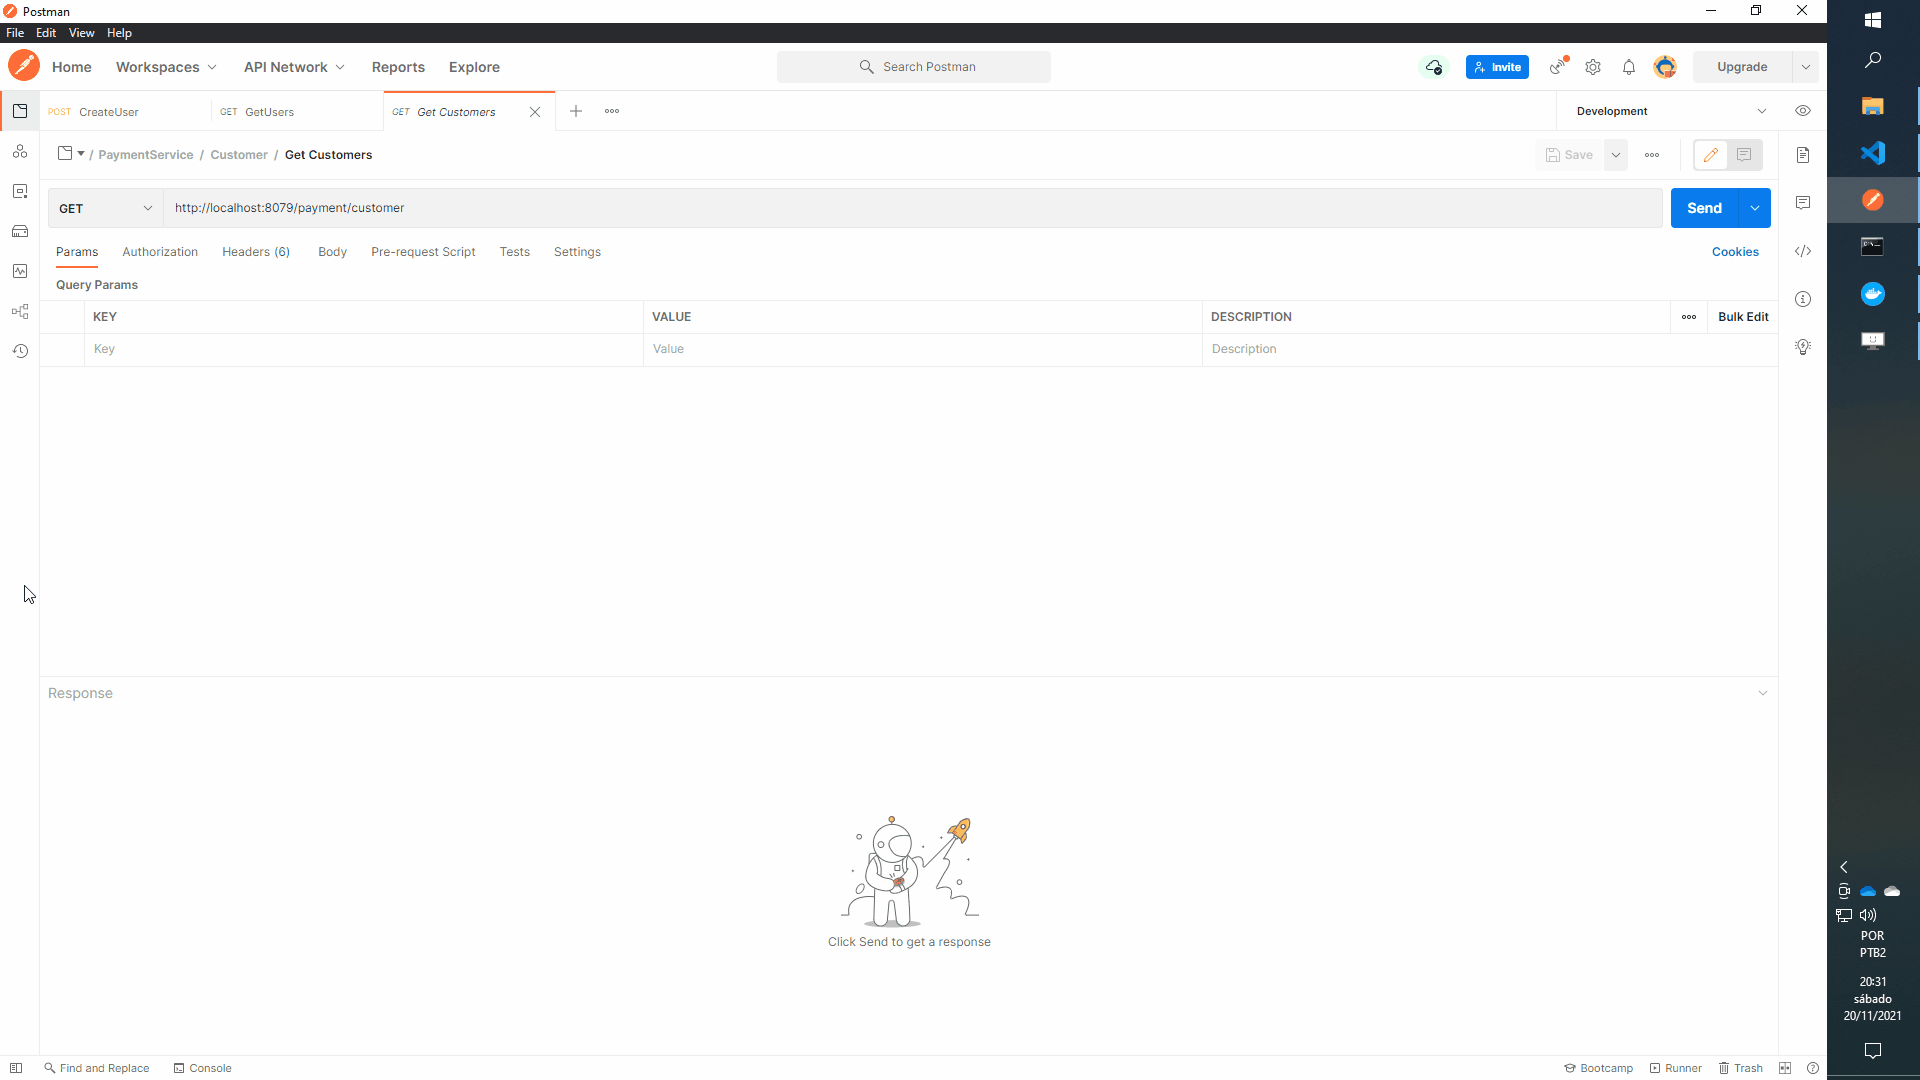 Postman
File Edit View Help
Home Workspaces API Network Reports Explore Search Postman Invite Upgrade
POST CreateUser GET GetUsers GET Get Customers Development
/ PaymentService / Customer / Get Customers Save
GET http://localhost:8079/payment/customer Send
Params Authorization Headers (6) Body Pre-request Script Tests Settings Cookies
Query Params
KEY VALUE DESCRIPTION Bulk Edit
Key Value Description
Response
Click Send to get a response
Find and Replace Console Bootcamp Runner Trash
POR
PTB2
20:31
sábado
20/11/2021